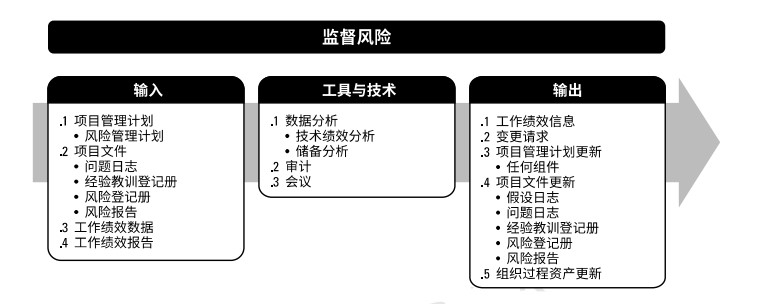 监督风险
输入
.1 项目管理计划
• 风险管理计划
.2 项目文件
• 问题日志
• 经验教训登记册
• 风险登记册
• 风险报告
.3 工作绩效数据
.4 工作绩效报告
工具与技术
.1 数据分析
• 技术绩效分析
• 储备分析
.2 审计
.3 会议
输出
.1 工作绩效信息
.2 变更请求
.3 项目管理计划更新
• 任何组件
.4 项目文件更新
• 假设日志
• 问题日志
• 经验教训登记册
• 风险登记册
• 风险报告
.5 组织过程资产更新